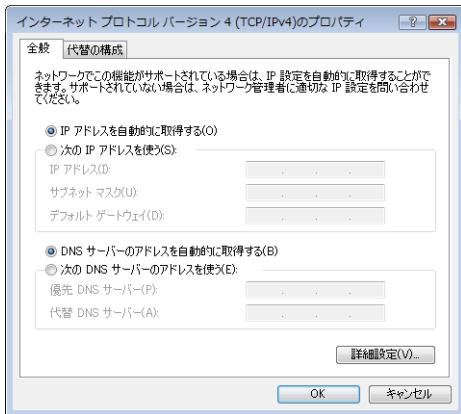 インターネット プロトコル バージョン 4 (TCP/IPv4)のプロパティ
全般
代替の構成
ネットワークでこの機能がサポートされている場合は、IP 設定を自動的に取得することがで
きます。サポートされていない場合は、ネットワーク管理者に適切な IP 設定を問い合わせ
てください。
IP アドレスを自動的に取得する(O)
次の IP アドレスを使う(S):
IP アドレス(I):
サブネット マスク(U):
デフォルト ゲートウェイ(D):
DNS サーバーのアドレスを自動的に取得する(B)
次の DNS サーバーのアドレスを使う(E):
優先 DNS サーバー(P):
代替 DNS サーバー(A):
詳細設定(V)...
OK
キャンセル